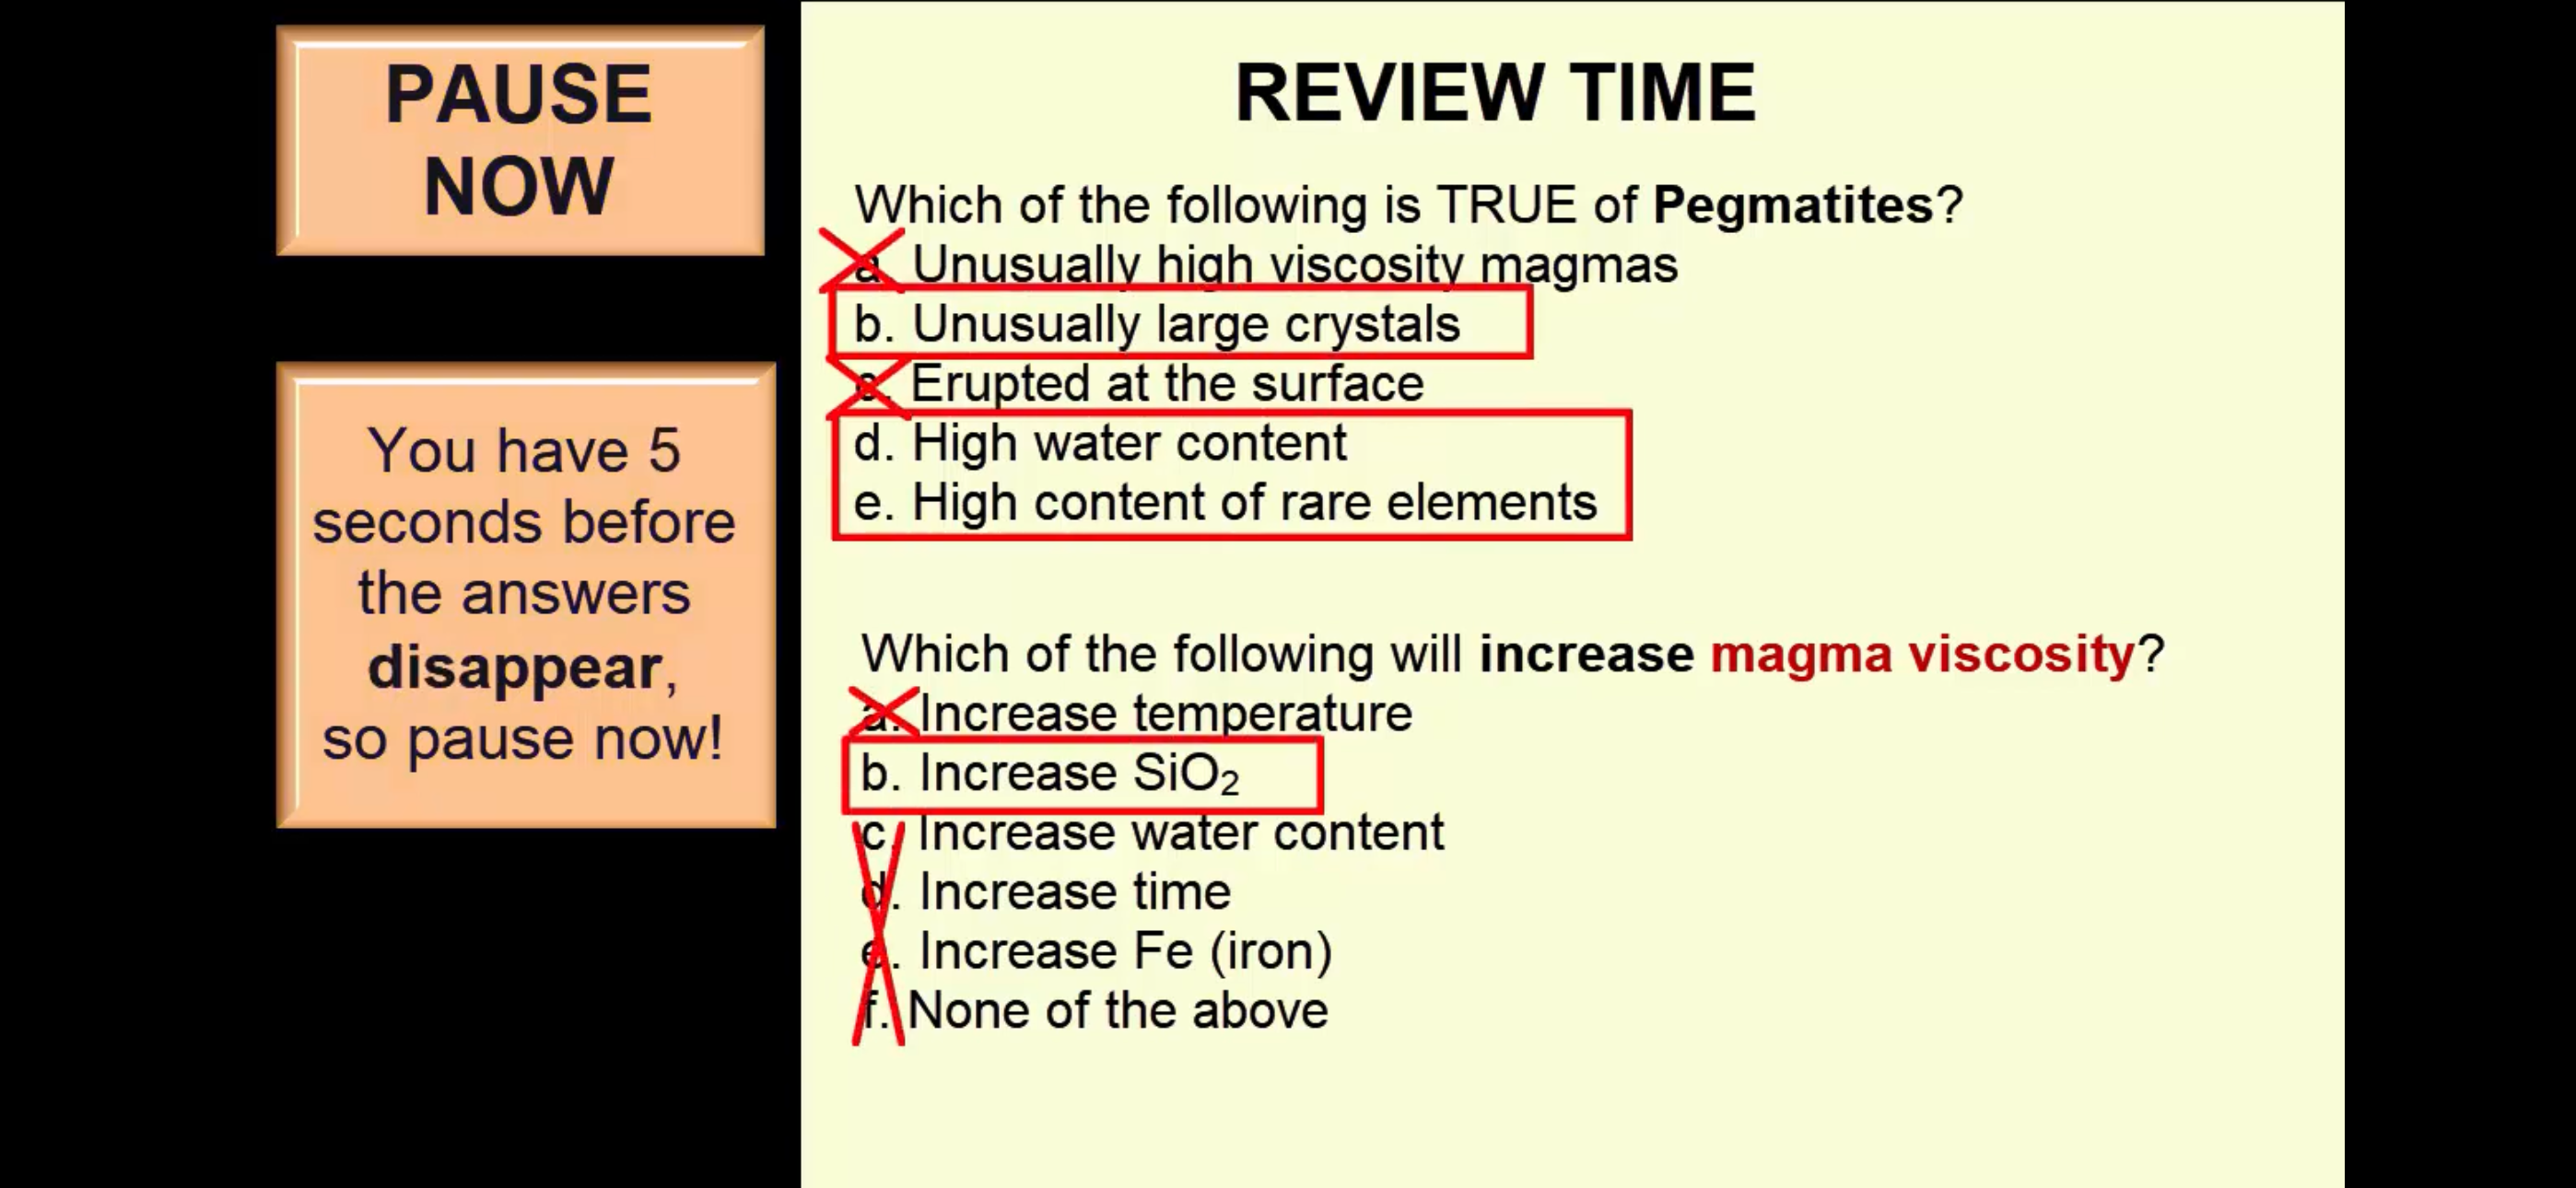 PAUSE
NOW
You have 5
seconds before
the answers
disappear,
so pause now!
REVIEW TIME
Which of the following is TRUE of Pegmatites?
a. Unusually high viscosity magmas
b. Unusually large crystals
c. Erupted at the surface
d. High water content
e. High content of rare elements
Which of the following will increase magma viscosity?
a. Increase temperature
b. Increase SiO₂
c. Increase water content
d. Increase time
e. Increase Fe (iron)
f. None of the above